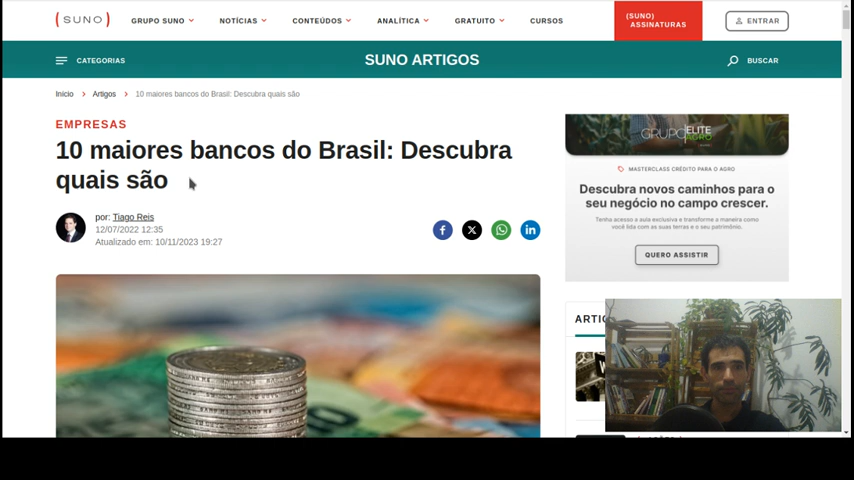 ( SUNO )
GRUPO SUNO
NOTÍCIAS
CONTEÚDOS
ANALÍTICA
GRATUITO
CURSOS
(SUNO)
ASSINATURAS
ENTRAR
CATEGORIAS
SUNO ARTIGOS
BUSCAR
Início
Artigos
10 maiores bancos do Brasil: Descubra quais são
EMPRESAS
10 maiores bancos do Brasil: Descubra
quais são
por: Tiago Reis
12/07/2022 12:35
Atualizado em: 10/11/2023 19:27
GRUPO ELITE
AGRO
MASTERCLASS CRÉDITO PARA O AGRO
Descubra novos caminhos para o
seu negócio no campo crescer.
Tenha acesso a aula exclusiva e transforme a maneira como
você lida com as suas terras e o seu patrimônio.
QUERO ASSISTIR